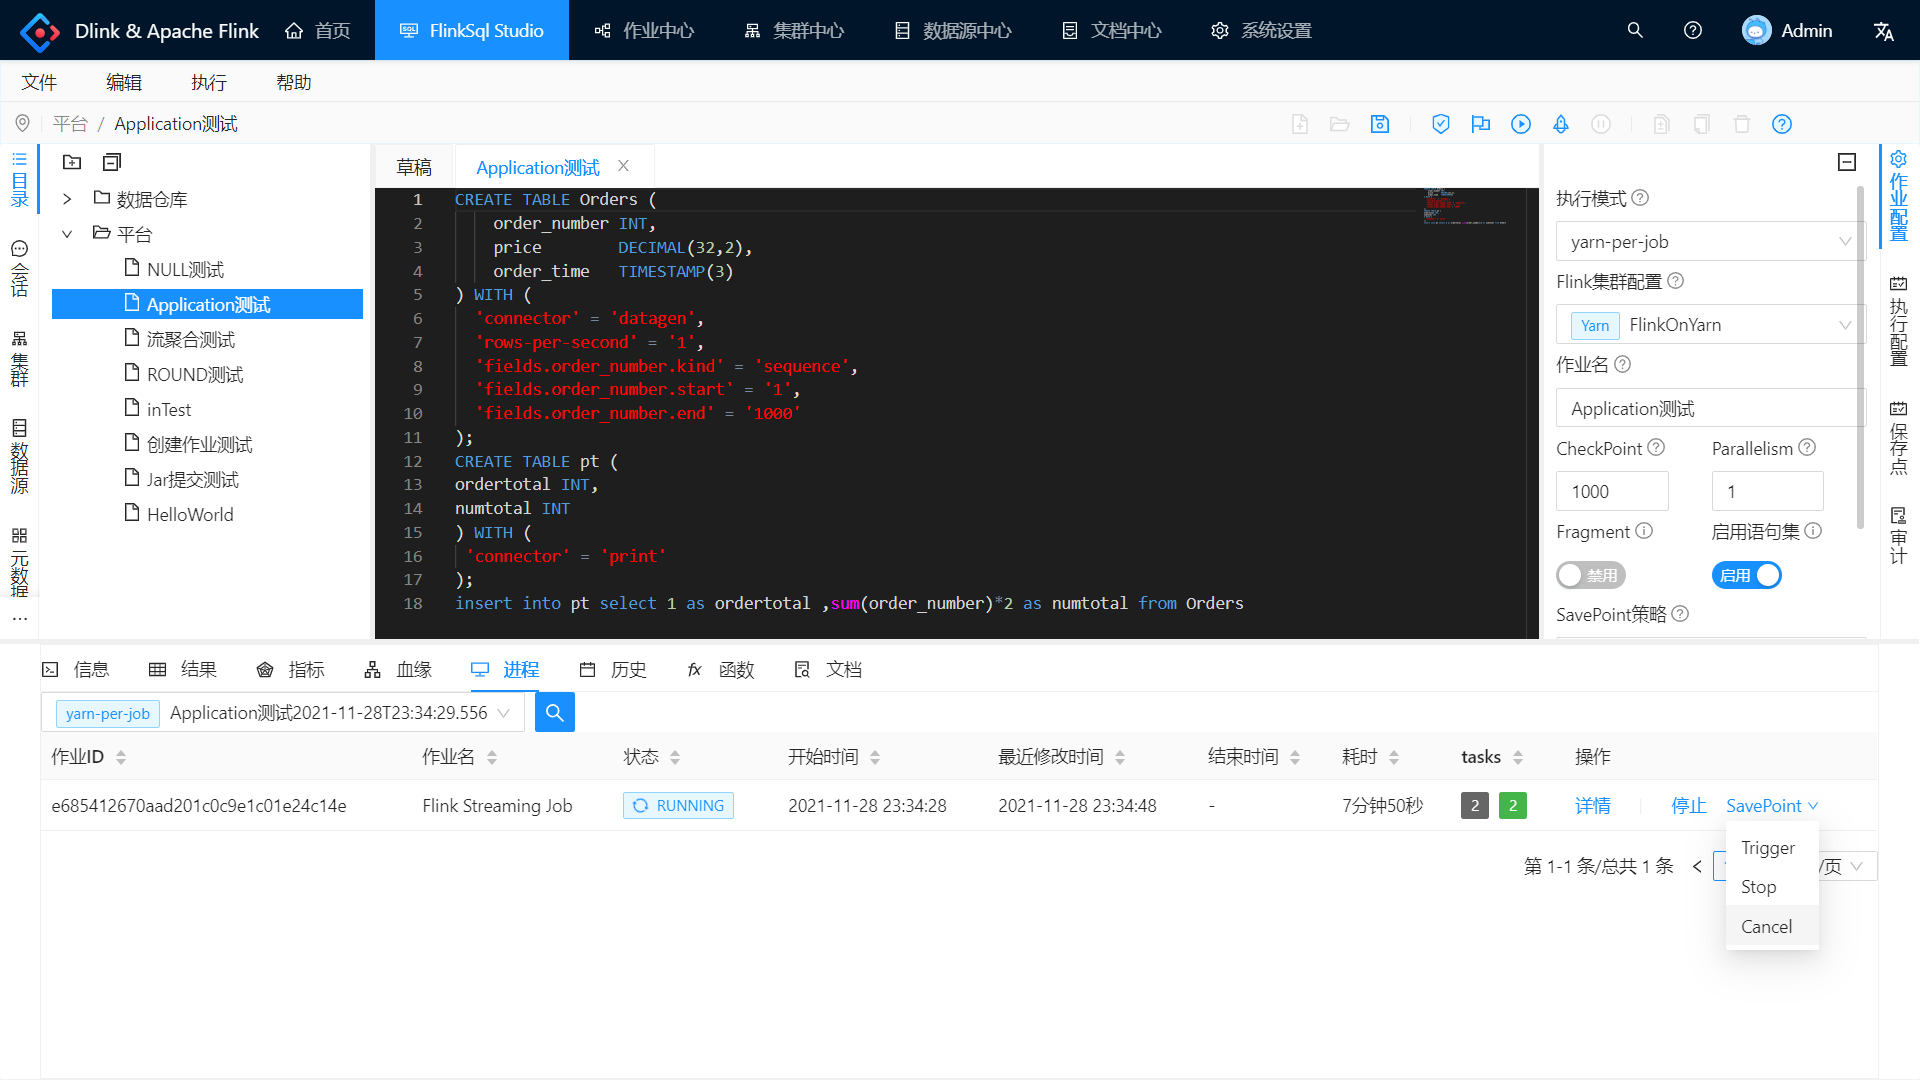 Dlink & Apache Flink 首页 FlinkSql Studio 作业中心 集群中心 数据源中心 文档中心 系统设置 Admin
文件 编辑 执行 帮助
平台 / Application测试
目录
会话
集群
数据源
元数据
...
数据仓库
平台
NULL测试
Application测试
流聚合测试
ROUND测试
inTest
创建作业测试
Jar提交测试
HelloWorld
草稿 Application测试
1 CREATE TABLE Orders (
2 order_number INT,
3 price DECIMAL(32,2),
4 order_time TIMESTAMP(3)
5 ) WITH (
6 'connector' = 'datagen',
7 'rows-per-second' = '1',
8 'fields.order_number.kind' = 'sequence',
9 'fields.order_number.start' = '1',
10 'fields.order_number.end' = '1000'
11 );
12 CREATE TABLE pt (
13 ordertotal INT,
14 numtotal INT
15 ) WITH (
16 'connector' = 'print'
17 );
18 insert into pt select 1 as ordertotal ,sum(order_number)*2 as numtotal from Orders
执行模式
yarn-per-job
Flink集群配置
Yarn FlinkOnYarn
作业名
Application测试
CheckPoint Parallelism
1000 1
Fragment 启用语句集
禁用 启用
SavePoint策略
作业配置
执行配置
保存点
审计
信息 结果 指标 血缘 进程 历史 函数 文档
yarn-per-job Application测试2021-11-28T23:34:29.556
作业ID 作业名 状态 开始时间 最近修改时间 结束时间 耗时 tasks 操作
e685412670aad201c0c9e1c01e24c14e Flink Streaming Job RUNNING 2021-11-28 23:34:28 2021-11-28 23:34:48 - 7分钟50秒 2 2 详情 停止 SavePoint
第 1-1 条/总共 1 条 < /页
Trigger
Stop
Cancel